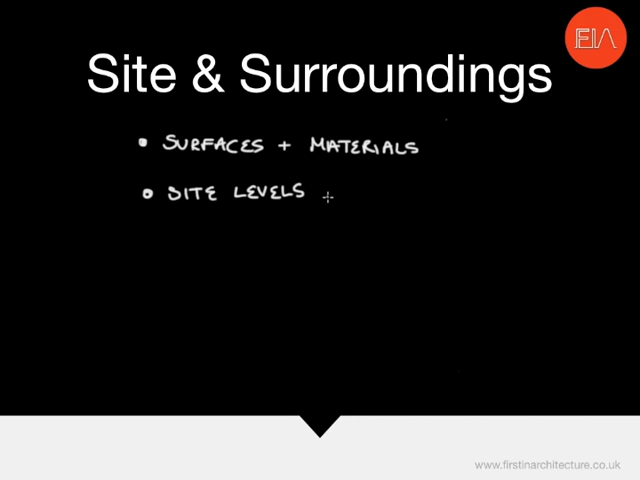 FIA
Site & Surroundings
• SURFACES + MATERIALS
• SITE LEVELS +
www.firstinarchitecture.co.uk